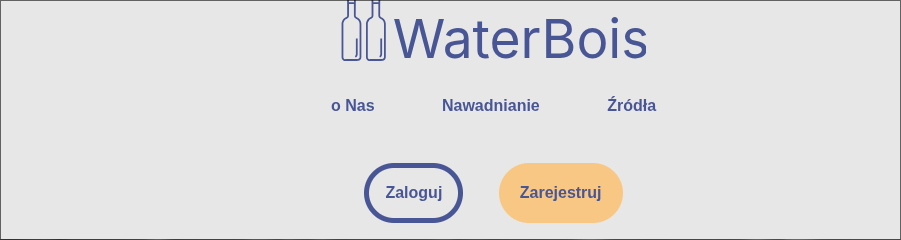 WaterBois
o Nas Nawadnianie Źródła
Zaloguj Zarejestruj